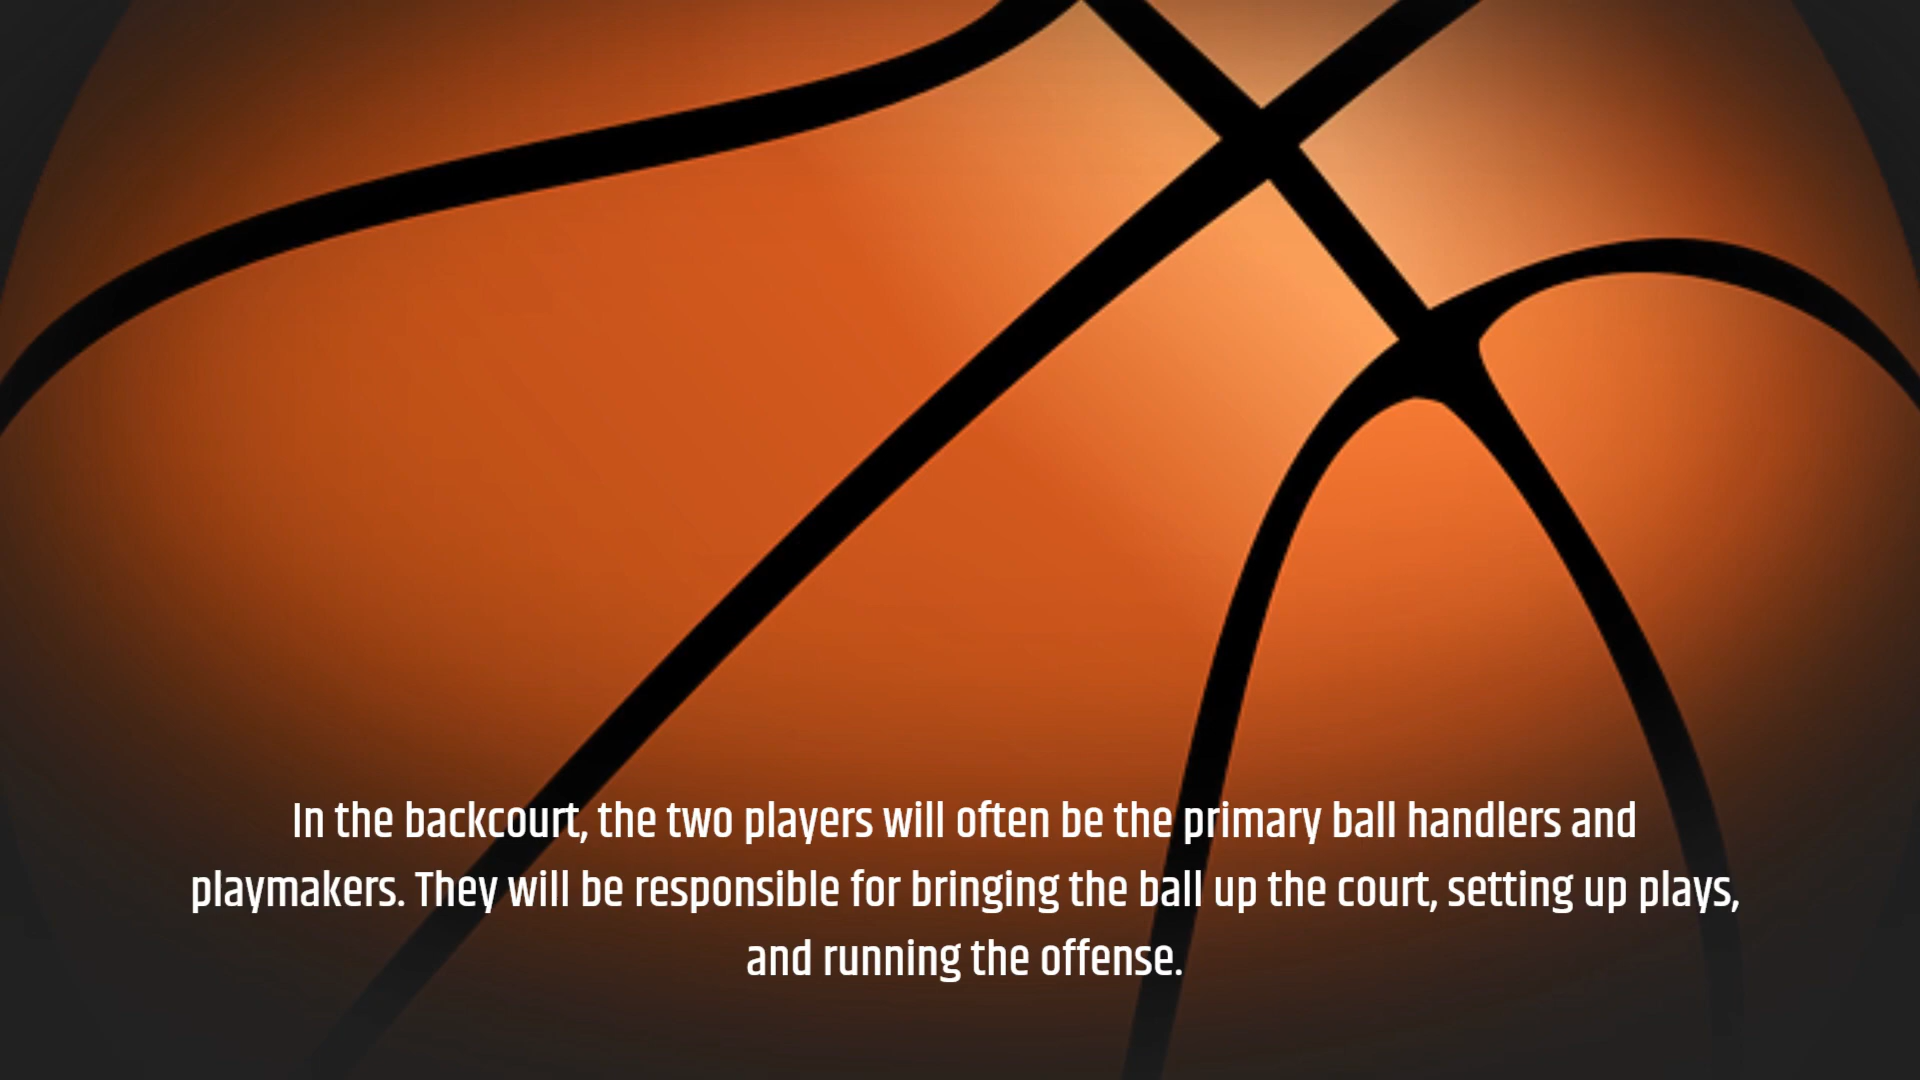 In the backcourt, the two players will often be the primary ball handlers and
playmakers. They will be responsible for bringing the ball up the court, setting up plays,
and running the offense.